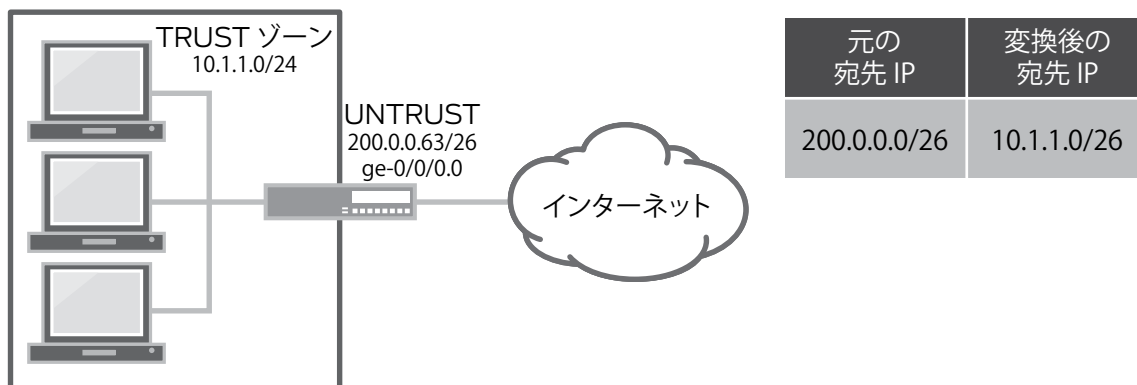 TRUST ゾーン
10.1.1.0/24
UNTRUST
200.0.0.63/26
ge-0/0/0.0
インターネット
元の
宛先 IP
変換後の
宛先 IP
200.0.0.0/26
10.1.1.0/26